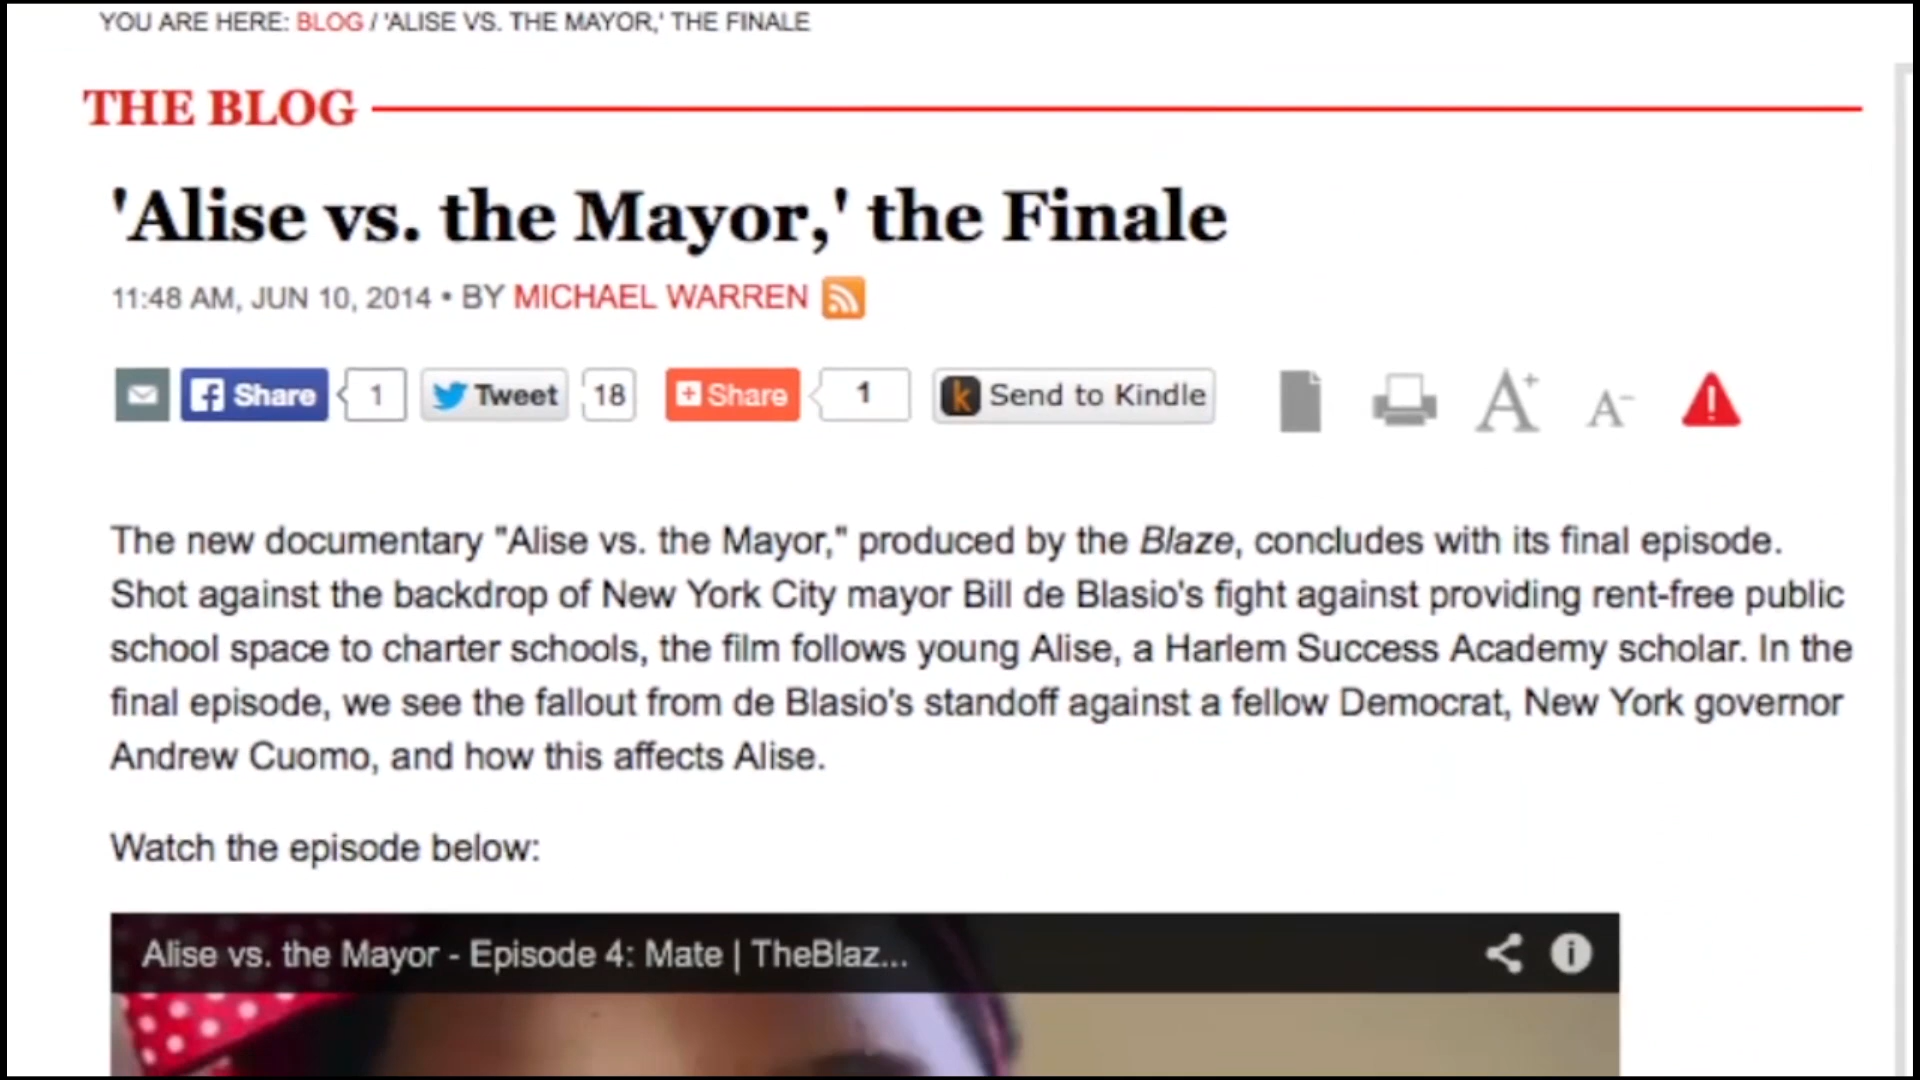 YOU ARE HERE: BLOG / 'ALISE VS. THE MAYOR,' THE FINALE
THE BLOG
'Alise vs. the Mayor,' the Finale
11:48 AM, JUN 10, 2014 • BY MICHAEL WARREN
Share 1 Tweet 18 Share 1 k Send to Kindle A+ A-
The new documentary "Alise vs. the Mayor," produced by the Blaze, concludes with its final episode.
Shot against the backdrop of New York City mayor Bill de Blasio's fight against providing rent-free public
school space to charter schools, the film follows young Alise, a Harlem Success Academy scholar. In the
final episode, we see the fallout from de Blasio's standoff against a fellow Democrat, New York governor
Andrew Cuomo, and how this affects Alise.
Watch the episode below:
Alise vs. the Mayor - Episode 4: Mate | TheBlaz...